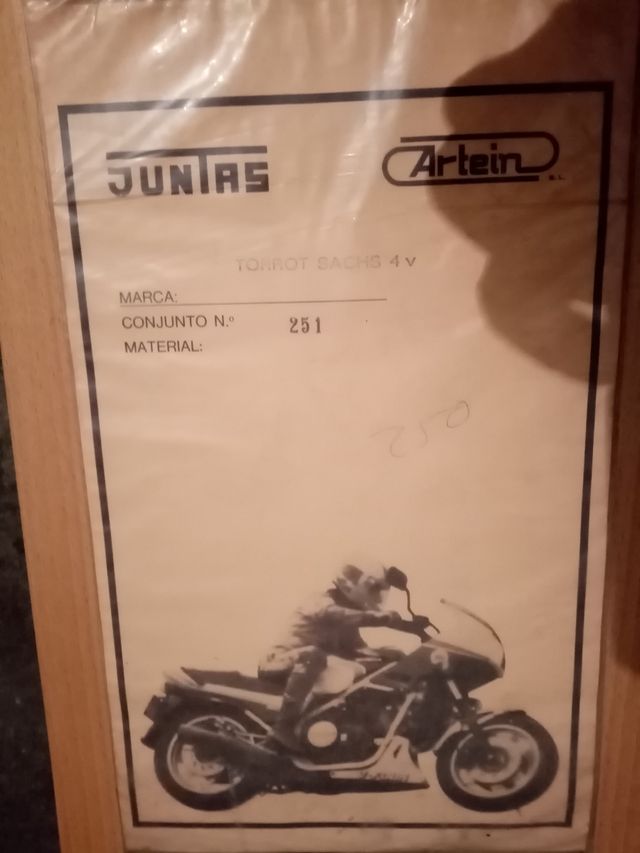 JUNTAS
Artein S.L.
TORROT SACHS 4 v
MARCA:
CONJUNTO N.º 251
MATERIAL:
250